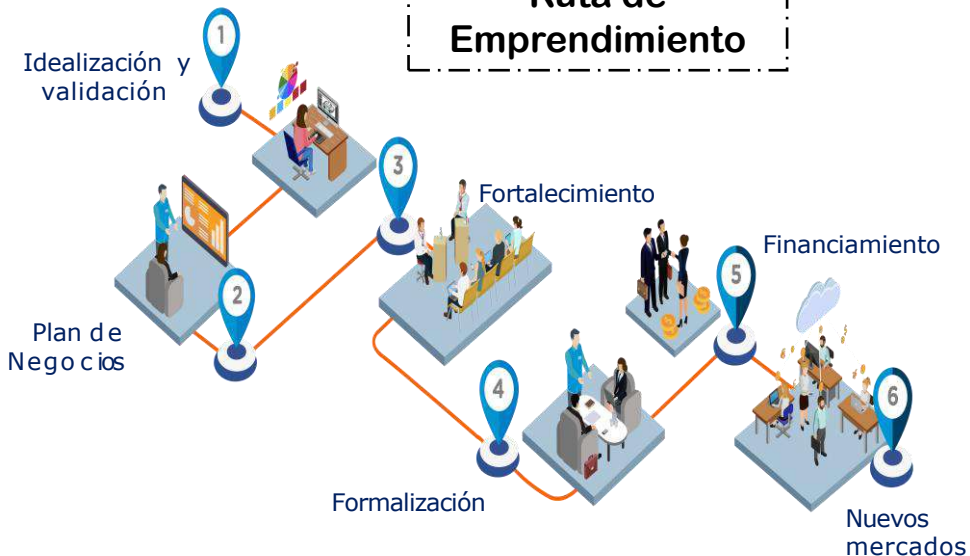 Ruta de
Emprendimiento
1
Idealización y
validación
2
Plan de
Negocios
3
Fortalecimiento
4
Formalización
5
Financiamiento
6
Nuevos
mercados